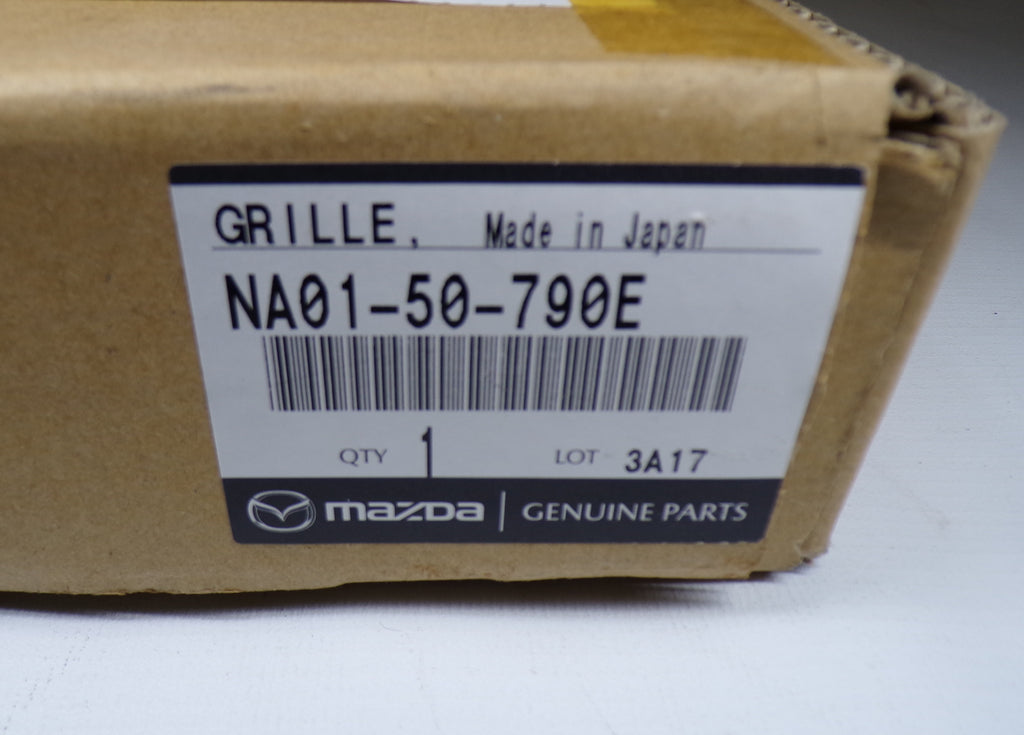 GRILLE, Made in Japan
NA01-50-790E
QTY 1 LOT 3A17
mazda | GENUINE PARTS